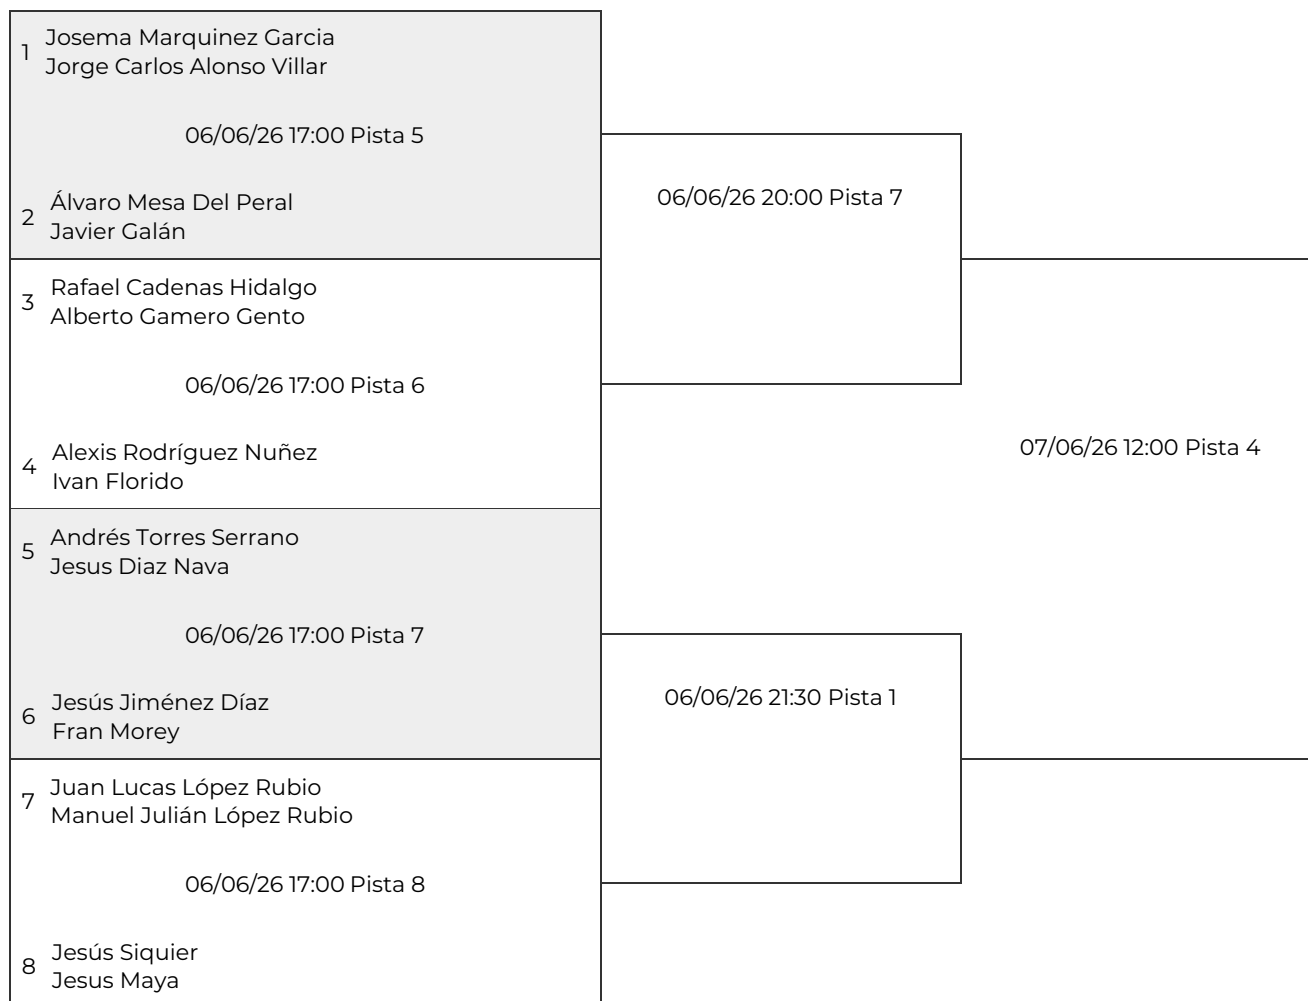 1
Josema Marquinez Garcia
Jorge Carlos Alonso Villar
06/06/26 17:00 Pista 5
2
Álvaro Mesa Del Peral
Javier Galán
06/06/26 20:00 Pista 7
3
Rafael Cadenas Hidalgo
Alberto Gamero Gento
06/06/26 17:00 Pista 6
4
Alexis Rodríguez Nuñez
Ivan Florido
07/06/26 12:00 Pista 4
5
Andrés Torres Serrano
Jesus Diaz Nava
06/06/26 17:00 Pista 7
6
Jesús Jiménez Díaz
Fran Morey
06/06/26 21:30 Pista 1
7
Juan Lucas López Rubio
Manuel Julián López Rubio
06/06/26 17:00 Pista 8
8
Jesús Siquier
Jesus Maya